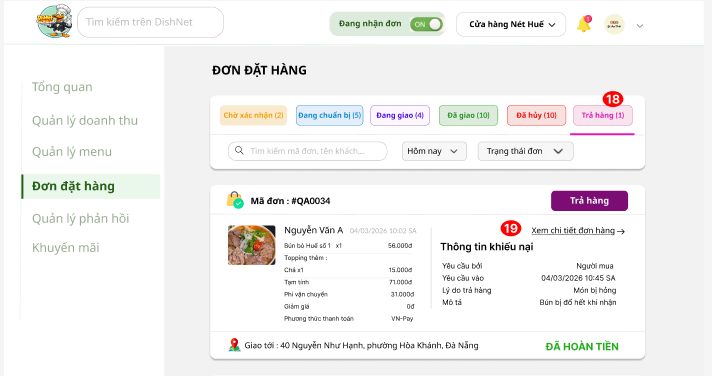 Tìm kiếm trên DishNet
Đang nhận đơn
ON
Cửa hàng Nét Huế
Tổng quan
Quản lý doanh thu
Quản lý menu
Đơn đặt hàng
Quản lý phản hồi
Khuyến mãi
ĐƠN ĐẶT HÀNG
18
Chờ xác nhận (2)
Đang chuẩn bị (5)
Đang giao (4)
Đã giao (10)
Đã hủy (10)
Trả hàng (1)
Tìm kiếm mã đơn, tên khách...
Hôm nay
Trạng thái đơn
Mã đơn : #QA0034
Trả hàng
Nguyễn Văn A 04/03/2026 10:02 SA
Bún bò Huế số 1 x1 56.000đ
Topping thêm :
Chả x1 15.000đ
Tạm tính 71.000đ
Phí vận chuyển 31.000đ
Giảm giá 0đ
Phương thức thanh toán VN-Pay
19
Xem chi tiết đơn hàng →
Thông tin khiếu nại
Yêu cầu bởi Người mua
Yêu cầu vào 04/03/2026 10:45 SA
Lý do trả hàng Món bị hỏng
Mô tả Bún bị đổ hết khi nhận
Giao tới : 40 Nguyễn Như Hạnh, phường Hòa Khánh, Đà Nẵng
ĐÃ HOÀN TIỀN